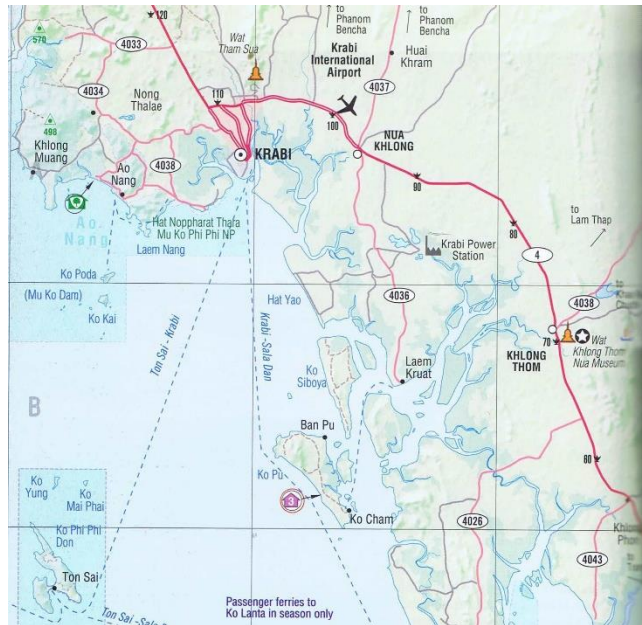 120
to
Phanom
Bencha
to
Phanom
Bencha
570
4033
Wat
Tham Sua
Krabi
International
Airport
Huai
Khram
4034
Nong
Thalae
110
4037
100
498
Khlong
Muang
4038
KRABI
NUA
KHLONG
Ao
Nang
90
Ao
Nang
Hat Noppharat Thara
Mu Ko Phi Phi NP
Laem Nang
to
Lam Thap
80
Krabi Power
Station
4
Ko Poda
(Mu Ko Dam)
Ko Kai
Hat Yao
4036
4038
Ton Sai - Krabi
Krabi -Sala Dan
70
KHLONG
THOM
Wat
Khlong Thom
Nua Museum
Ko
Siboya
Laem
Kruat
B
Ban Pu
60
Ko Pu
3
Ko
Yung
Ko
Mai Phai
Ko Phi Phi
Don
Ko Cham
4026
Khlong
4043
Ton Sai
Passenger ferries to
Ko Lanta in season only